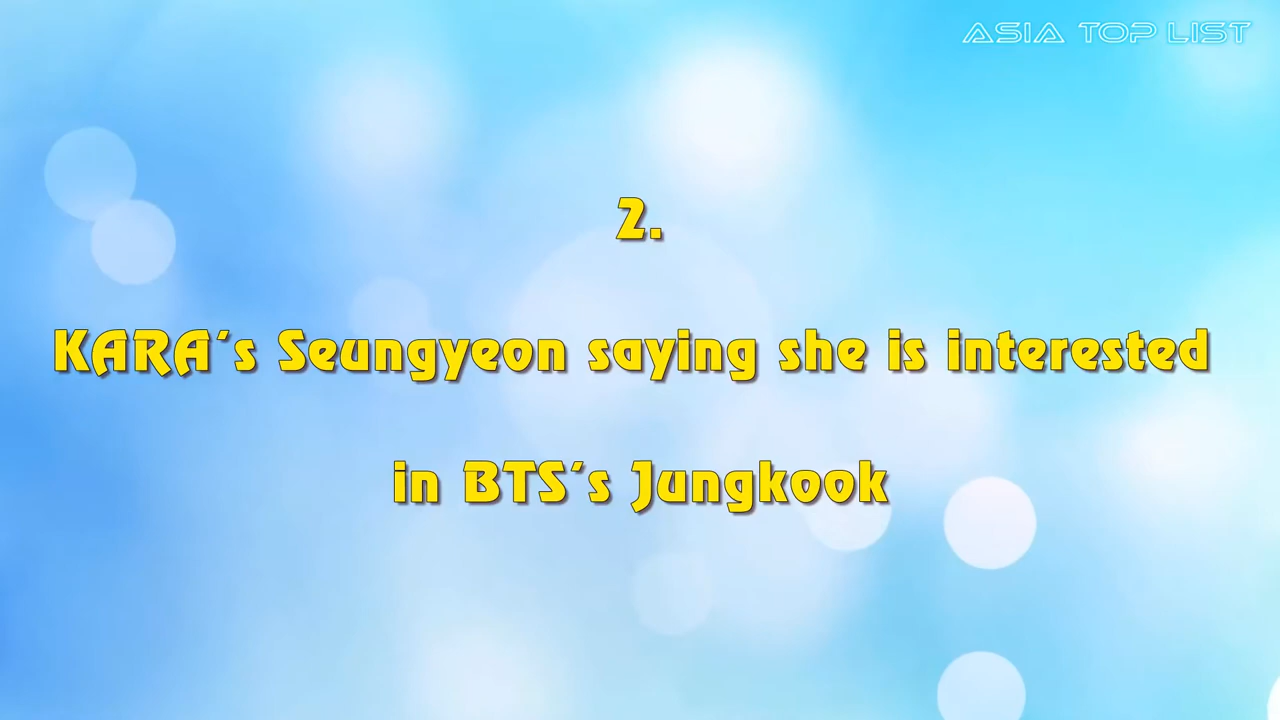 ASIA TOP LIST
2.
KARA's Seungyeon saying she is interested
in BTS's Jungkook